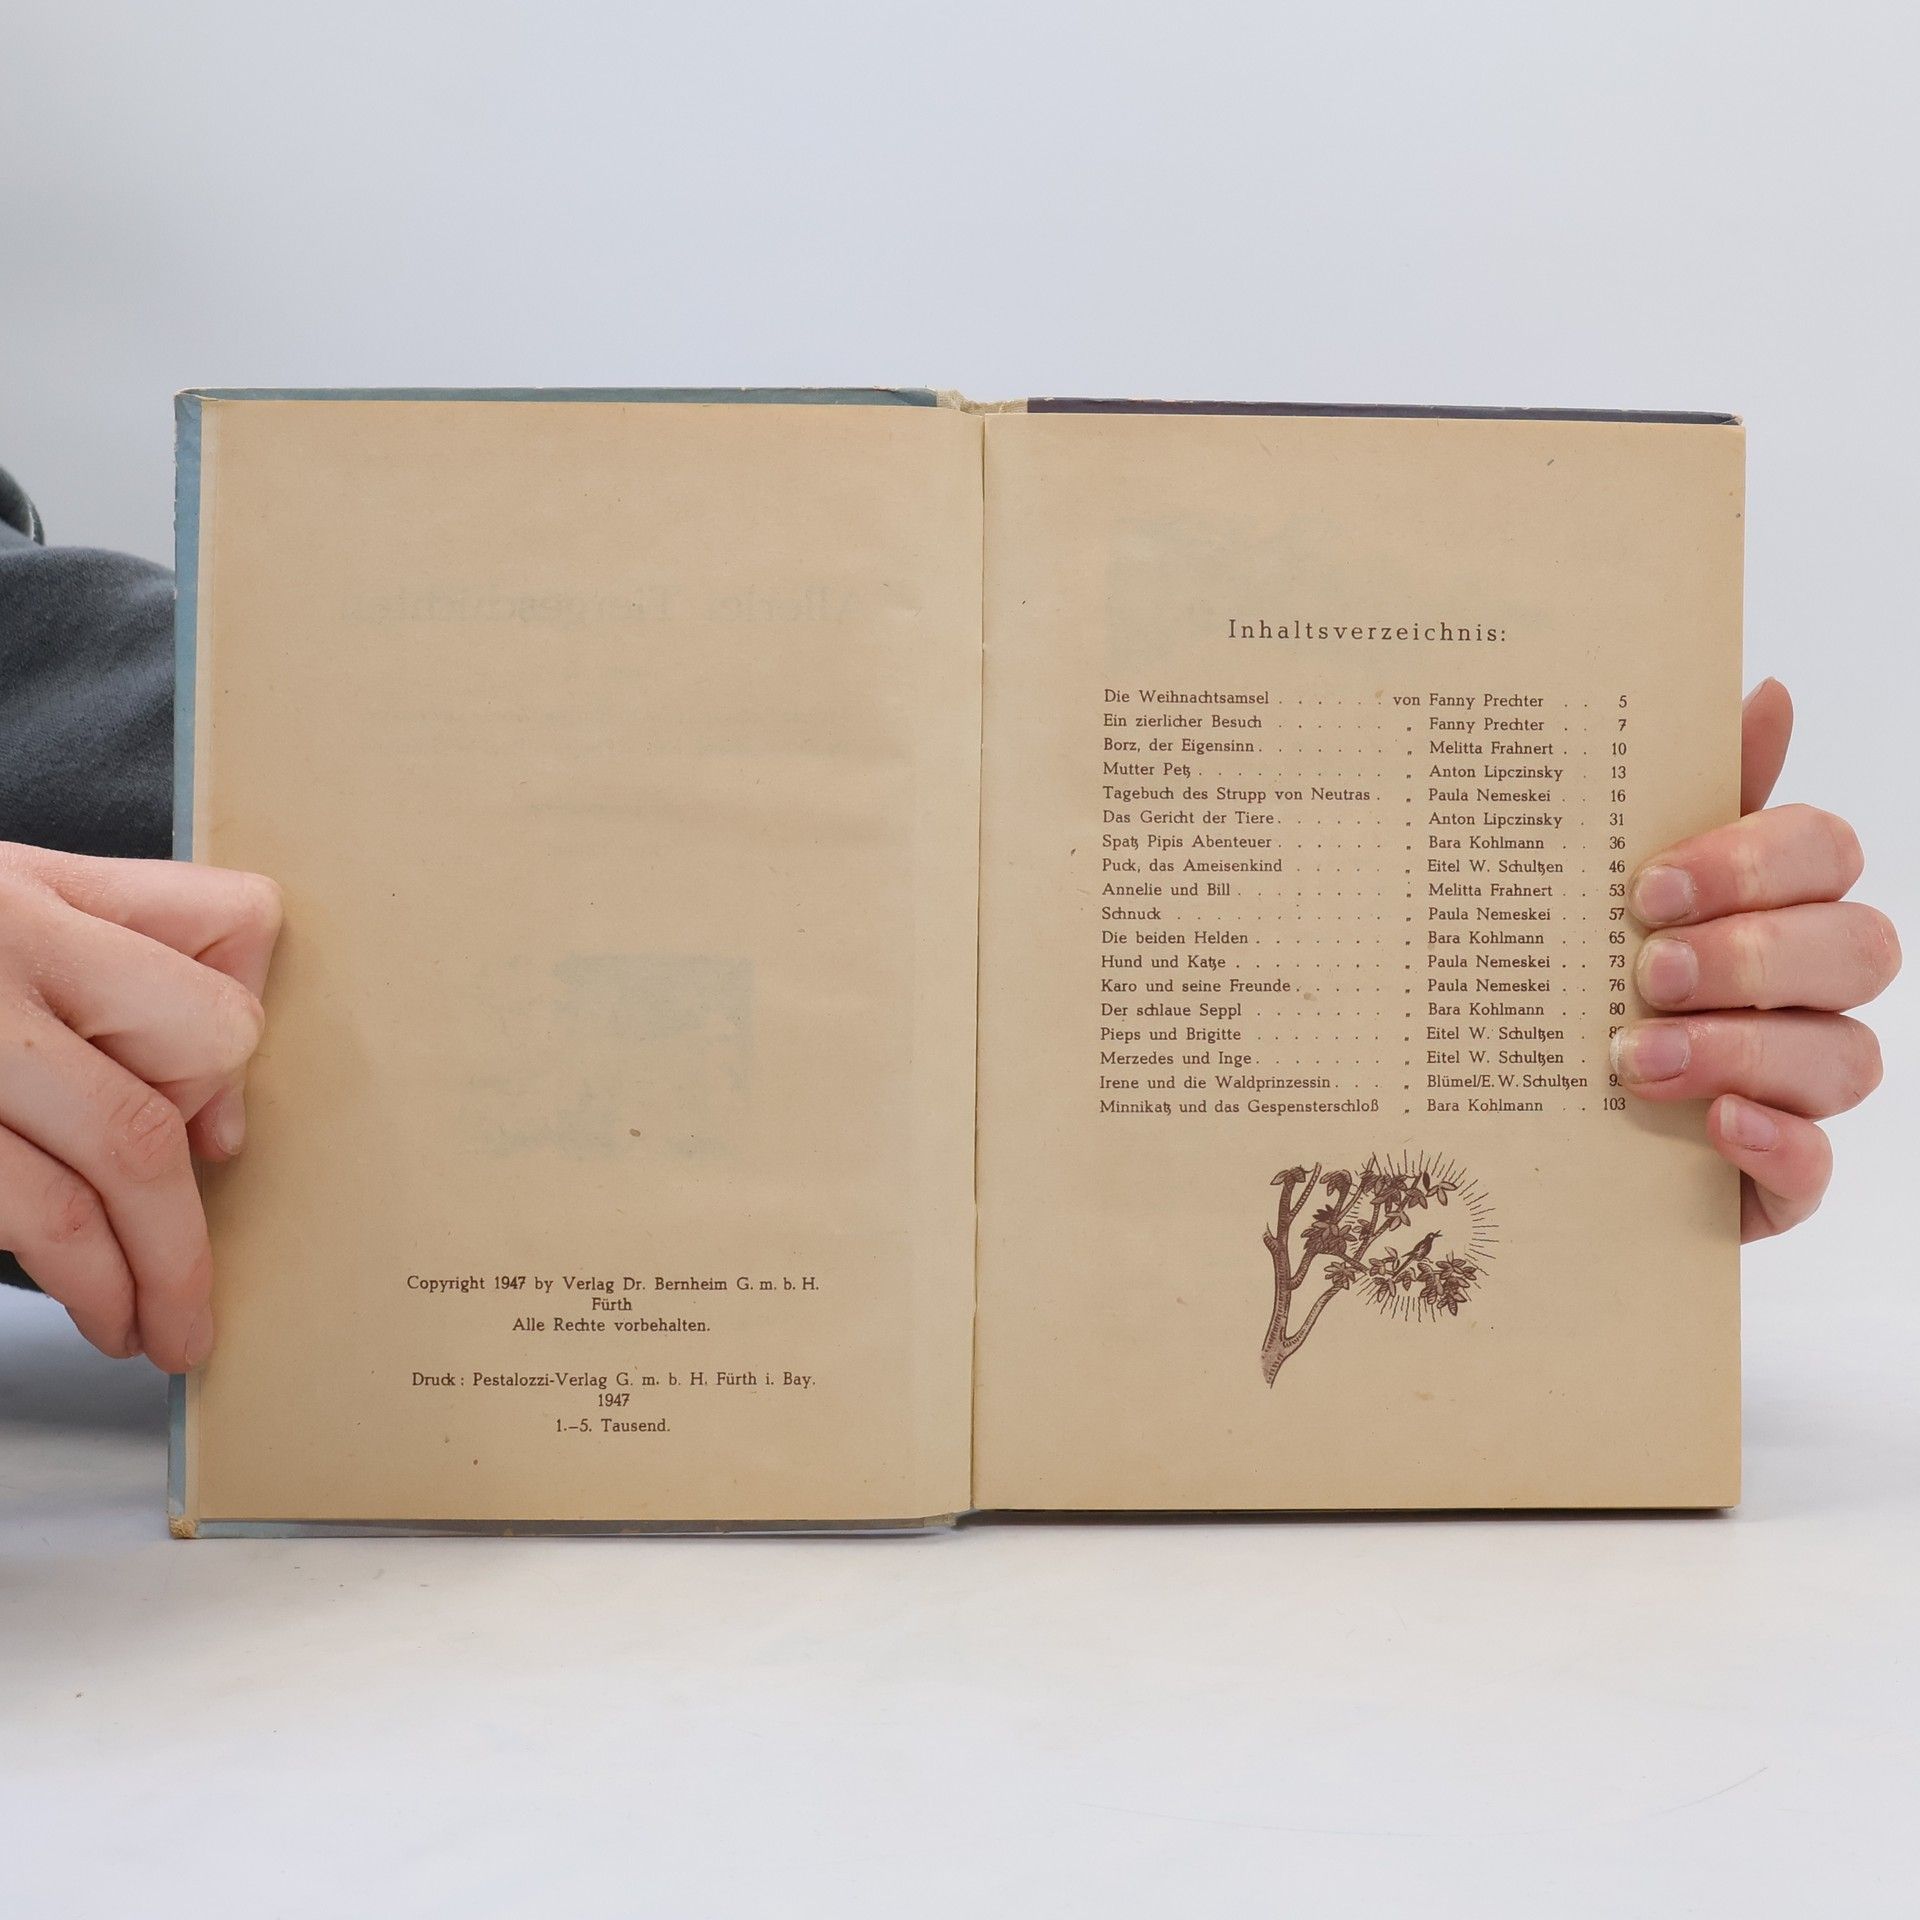 Copyright 1947 by Verlag Dr. Bernheim G. m. b. H.
Fürth
Alle Rechte vorbehalten.
Druck: Pestalozzi-Verlag G. m. b. H. Fürth i. Bay.
1947
1.–5. Tausend.
Inhaltsverzeichnis:
Die Weihnachtsamsel . . . . . . von Fanny Prechter . . 5
Ein zierlicher Besuch . . . . . . „ Fanny Prechter . . 7
Borz, der Eigensinn . . . . . . . „ Melitta Frahnert . . 10
Mutter Petz . . . . . . . . . . „ Anton Lipczinsky . 13
Tagebuch des Strupp von Neutras . „ Paula Nemeskei . . 16
Das Gericht der Tiere . . . . . . „ Anton Lipczinsky . 31
Spatz Pipis Abenteuer . . . . . . „ Bara Kohlmann . . 36
Puck, das Ameisenkind . . . . . „ Eitel W. Schultzen . 46
Annelie und Bill . . . . . . . . „ Melitta Frahnert . . 53
Schnuck . . . . . . . . . . . „ Paula Nemeskei . . 57
Die beiden Helden . . . . . . . „ Bara Kohlmann . . 65
Hund und Katze . . . . . . . . „ Paula Nemeskei . . 73
Karo und seine Freunde . . . . . „ Paula Nemeskei . . 76
Der schlaue Seppl . . . . . . . „ Bara Kohlmann . . 80
Pieps und Brigitte . . . . . . . „ Eitel W. Schultzen .
Merzedes und Inge . . . . . . . „ Eitel W. Schultzen .
Irene und die Waldprinzessin . . . „ Blümel/E. W. Schultzen
Minnikatz und das Gespensterschloß „ Bara Kohlmann . . 103